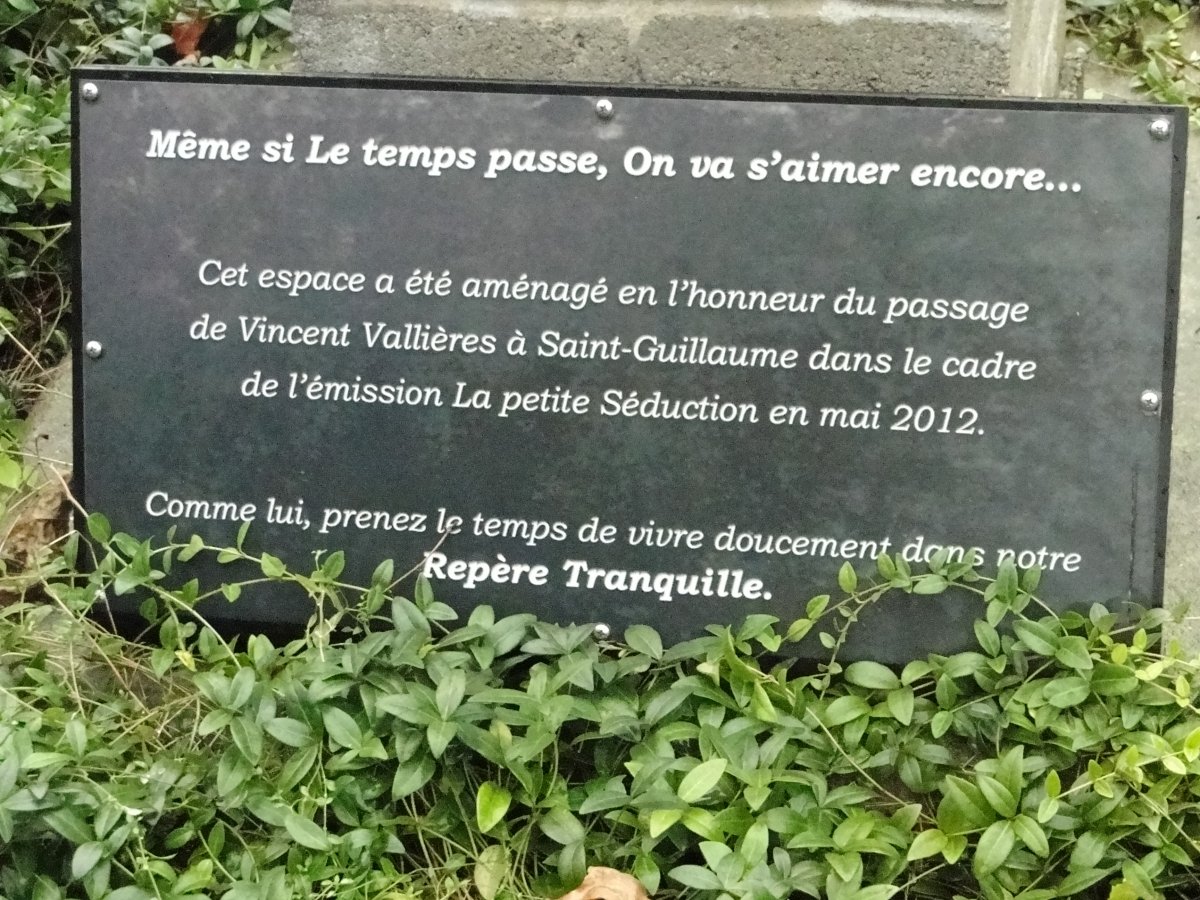 Même si Le temps passe, On va s'aimer encore...
Cet espace a été aménagé en l'honneur du passage
de Vincent Vallières à Saint-Guillaume dans le cadre
de l'émission La petite Séduction en mai 2012.
Comme lui, prenez le temps de vivre doucement dans notre
Repère Tranquille.